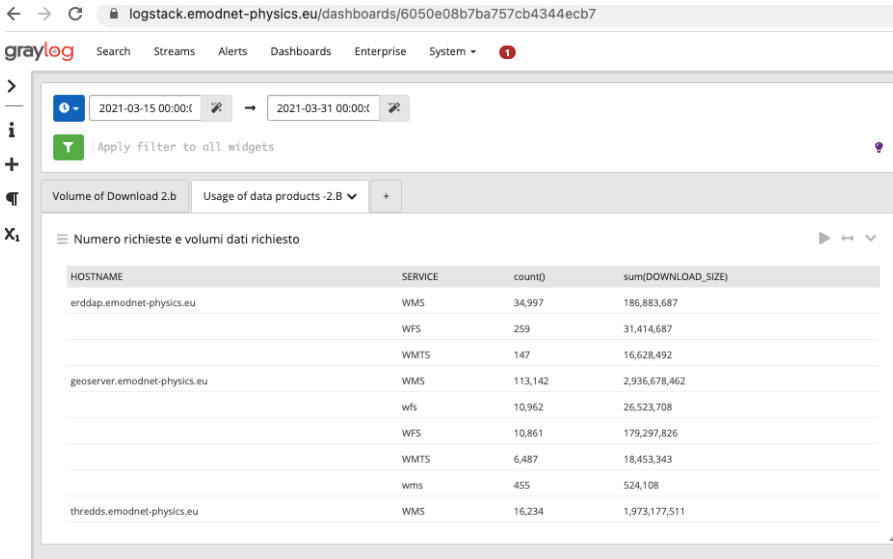 logstack.emodnet-physics.eu/dashboards/6050e08b7ba757cb4344ecb7
graylog Search Streams Alerts Dashboards Enterprise System 1
2021-03-15 00:00:0 → 2021-03-31 00:00:0
Apply filter to all widgets
Volume of Download 2.b Usage of data products -2.B +
Numero richieste e volumi dati richiesto
HOSTNAME SERVICE count() sum(DOWNLOAD_SIZE)
erddap.emodnet-physics.eu WMS 34,997 186,883,687
WFS 259 31,414,687
WMTS 147 16,628,492
geoserver.emodnet-physics.eu WMS 113,142 2,936,678,462
wfs 10,962 26,523,708
WFS 10,861 179,297,826
WMTS 6,487 18,453,343
wms 455 524,108
thredds.emodnet-physics.eu WMS 16,234 1,973,177,511